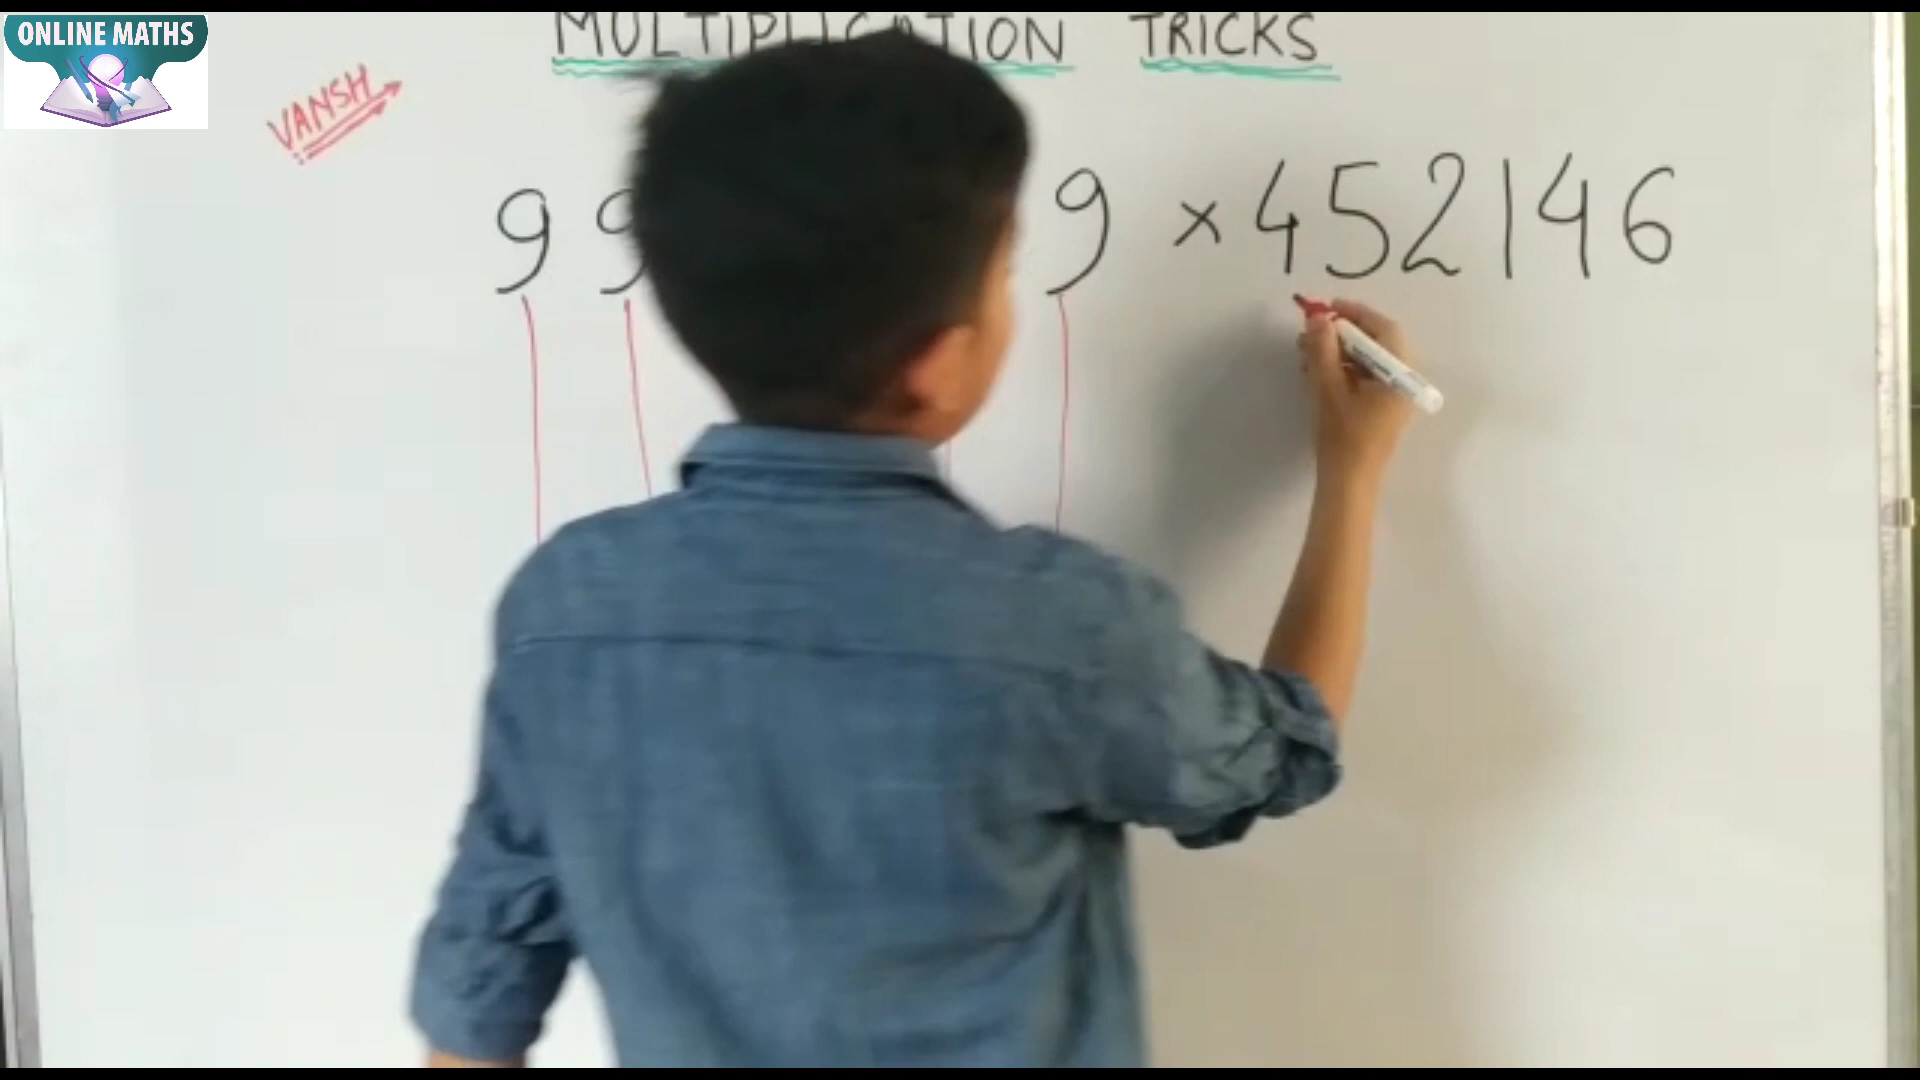 ONLINE MATHS
MULTIPLICATION TRICKS
VANSH
9 9 9 × 452146